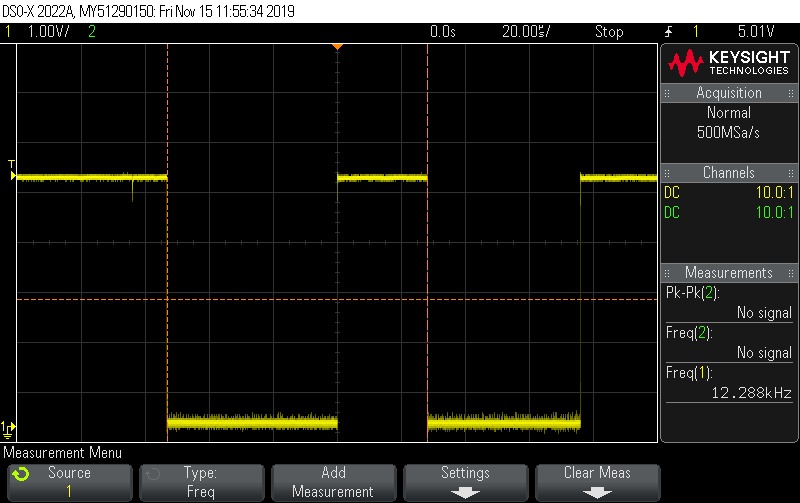 DSO-X 2022A, MY51290150: Fri Nov 15 11:55:34 2019
1 1.00V/ 2 0.0s 20.00us/ Stop 1 5.01V
KEYSIGHT
TECHNOLOGIES
Acquisition
Normal
500MSa/s
Channels
DC 10.0:1
DC 10.0:1
Measurements
Pk-Pk(2):
No signal
Freq(2):
No signal
Freq(1):
12.288kHz
T
1
Measurement Menu
Source
1
Type:
Freq
Add
Measurement
Settings
Clear Meas